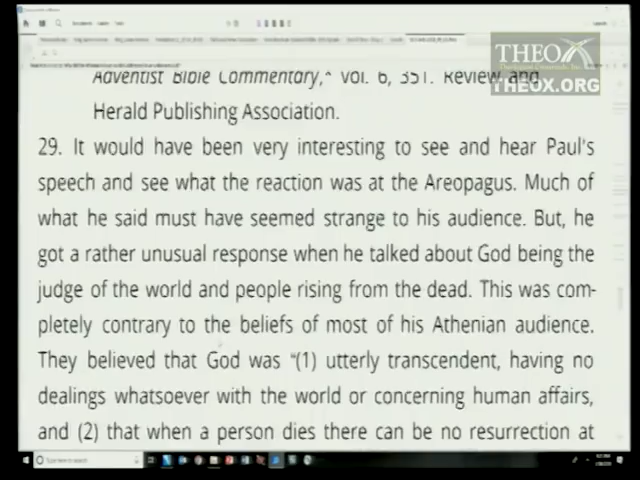 THEOX
THEOX.ORG
Adventist Bible Commentary,* vol. 6, 351. Review and
Herald Publishing Association.
29. It would have been very interesting to see and hear Paul's
speech and see what the reaction was at the Areopagus. Much of
what he said must have seemed strange to his audience. But, he
got a rather unusual response when he talked about God being the
judge of the world and people rising from the dead. This was com-
pletely contrary to the beliefs of most of his Athenian audience.
They believed that God was "(1) utterly transcendent, having no
dealings whatsoever with the world or concerning human affairs,
and (2) that when a person dies there can be no resurrection at
Type here to search